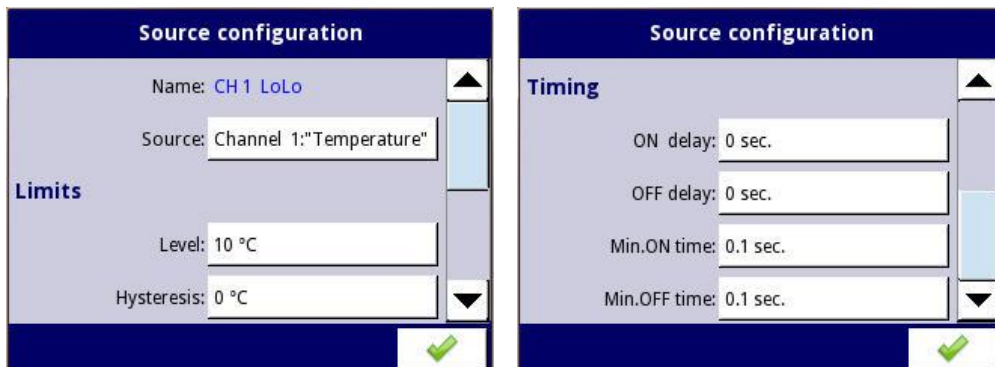 Source configuration
Name: CH 1 LoLo
Source: Channel 1:"Temperature"
Limits
Level: 10 °C
Hysteresis: 0 °C
Source configuration
Timing
ON delay: 0 sec.
OFF delay: 0 sec.
Min.ON time: 0.1 sec.
Min.OFF time: 0.1 sec.